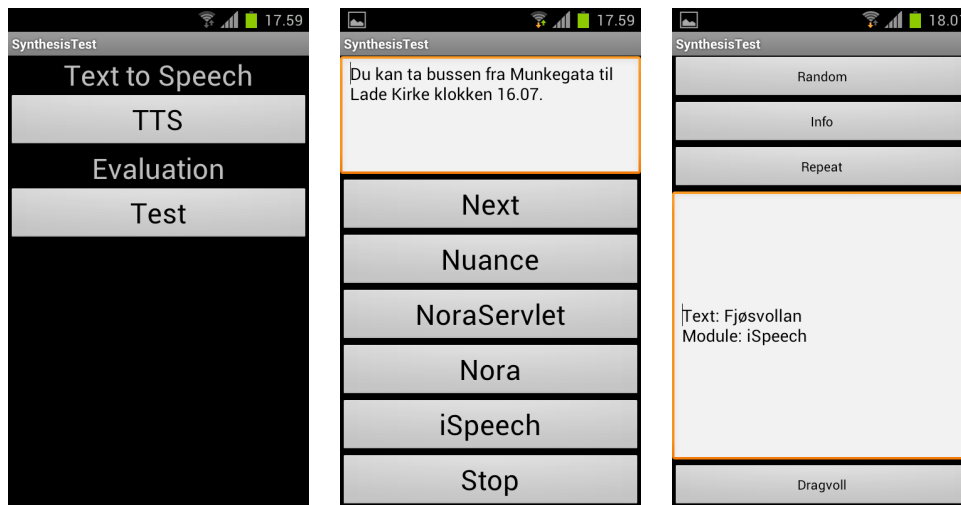 17.59
SynthesisTest
Text to Speech
TTS
Evaluation
Test
17.59
SynthesisTest
Du kan ta bussen fra Munkegata til
Lade Kirke klokken 16.07.
Next
Nuance
NoraServlet
Nora
iSpeech
Stop
SynthesisTest
Random
Info
Repeat
Text: Fjøsvollan
Module: iSpeech
Dragvoll